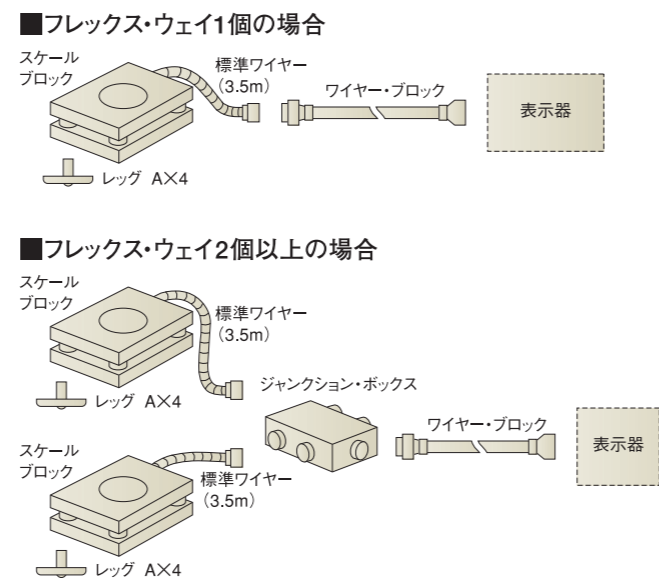 ■フレックス・ウェイ1個の場合
スケール
ブロック
標準ワイヤー
（3.5m）
ワイヤー・ブロック
表示器
レッグ A×4
■フレックス・ウェイ2個以上の場合
スケール
ブロック
標準ワイヤー
（3.5m）
レッグ A×4
ジャンクション・ボックス
ワイヤー・ブロック
表示器
スケール
ブロック
標準ワイヤー
（3.5m）
レッグ A×4